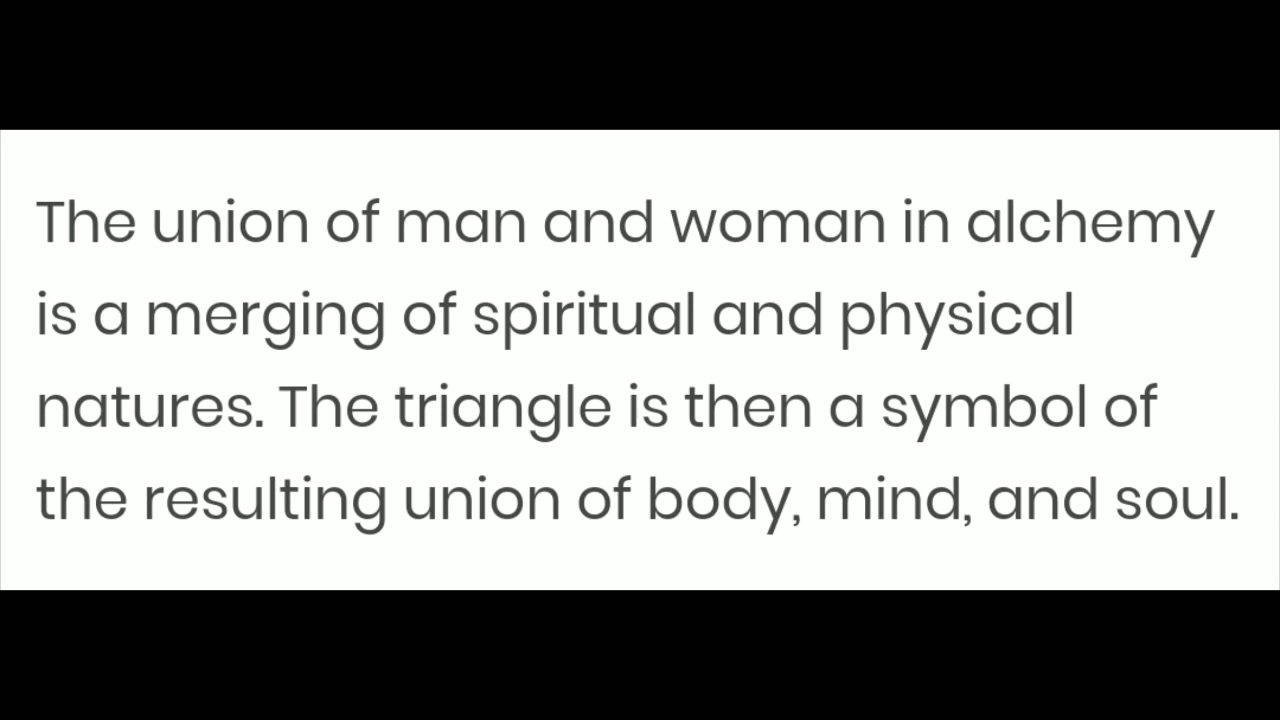 The union of man and woman in alchemy
is a merging of spiritual and physical
natures. The triangle is then a symbol of
the resulting union of body, mind, and soul.